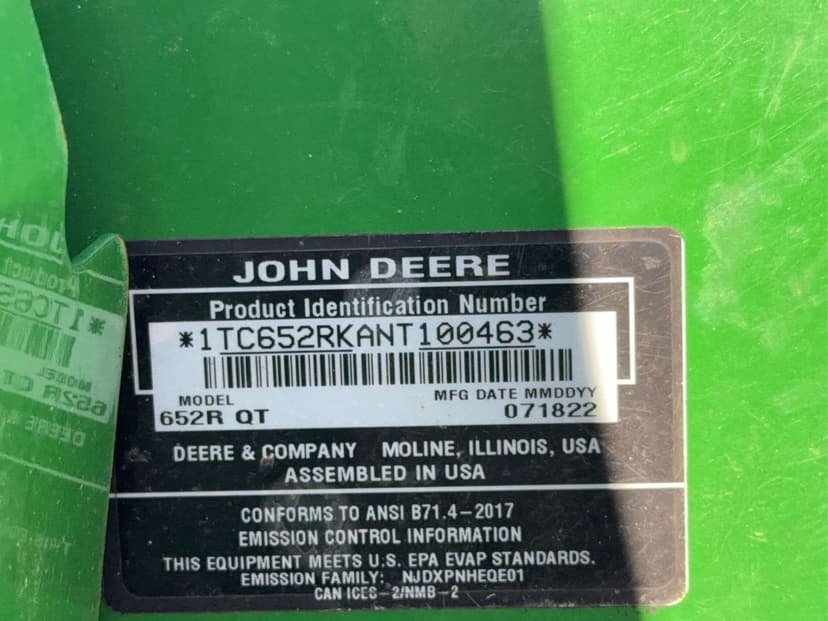 JOHN DEERE
Product Identification Number
*1TC652RKANT100463*
MODEL MFG DATE MMDDYY
652R QT 071822
DEERE & COMPANY MOLINE, ILLINOIS, USA
ASSEMBLED IN USA
CONFORMS TO ANSI B71.4-2017
EMISSION CONTROL INFORMATION
THIS EQUIPMENT MEETS U.S. EPA EVAP STANDARDS.
EMISSION FAMILY: NJDXPNHEQE01
CAN ICES-2/NMB-2